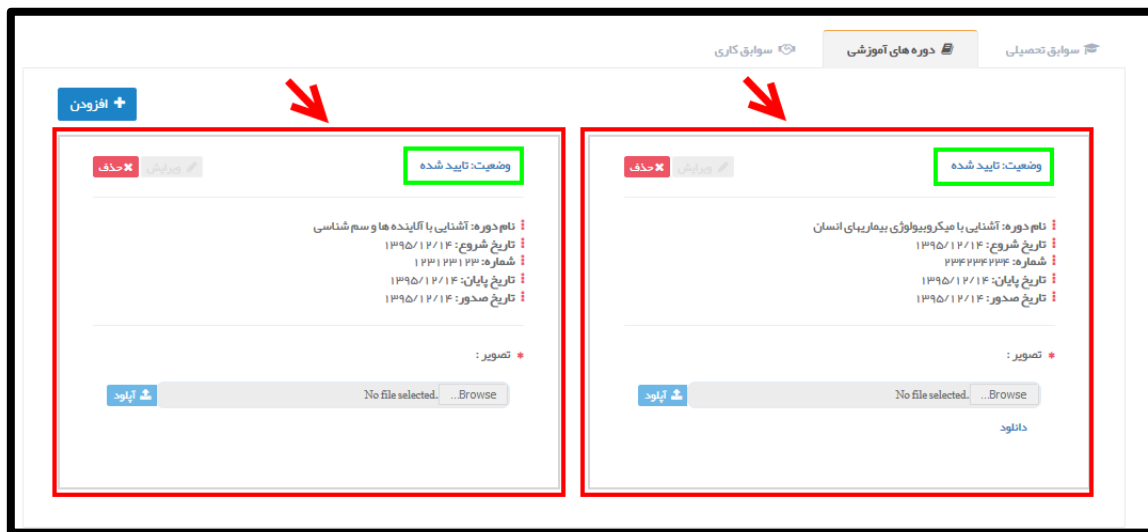 سوابق تحصیلی
دوره های آموزشی
سوابق کاری
افزودن
وضعیت: تایید شده
ویرایش
حذف
نام دوره: آشنایی با میکروبیولوژی بیماریهای انسان
تاریخ شروع: ۱۳۹۵/۱۲/۱۴
شماره: ۲۳۴۲۳۴۲۳۴
تاریخ پایان: ۱۳۹۵/۱۲/۱۴
تاریخ صدور: ۱۳۹۵/۱۲/۱۴
* تصویر :
Browse... No file selected.
آپلود
دانلود
وضعیت: تایید شده
ویرایش
حذف
نام دوره: آشنایی با آلاینده ها و سم شناسی
تاریخ شروع: ۱۳۹۵/۱۲/۱۴
شماره: ۱۲۳۱۲۳۱۲۳
تاریخ پایان: ۱۳۹۵/۱۲/۱۴
تاریخ صدور: ۱۳۹۵/۱۲/۱۴
* تصویر :
Browse... No file selected.
آپلود